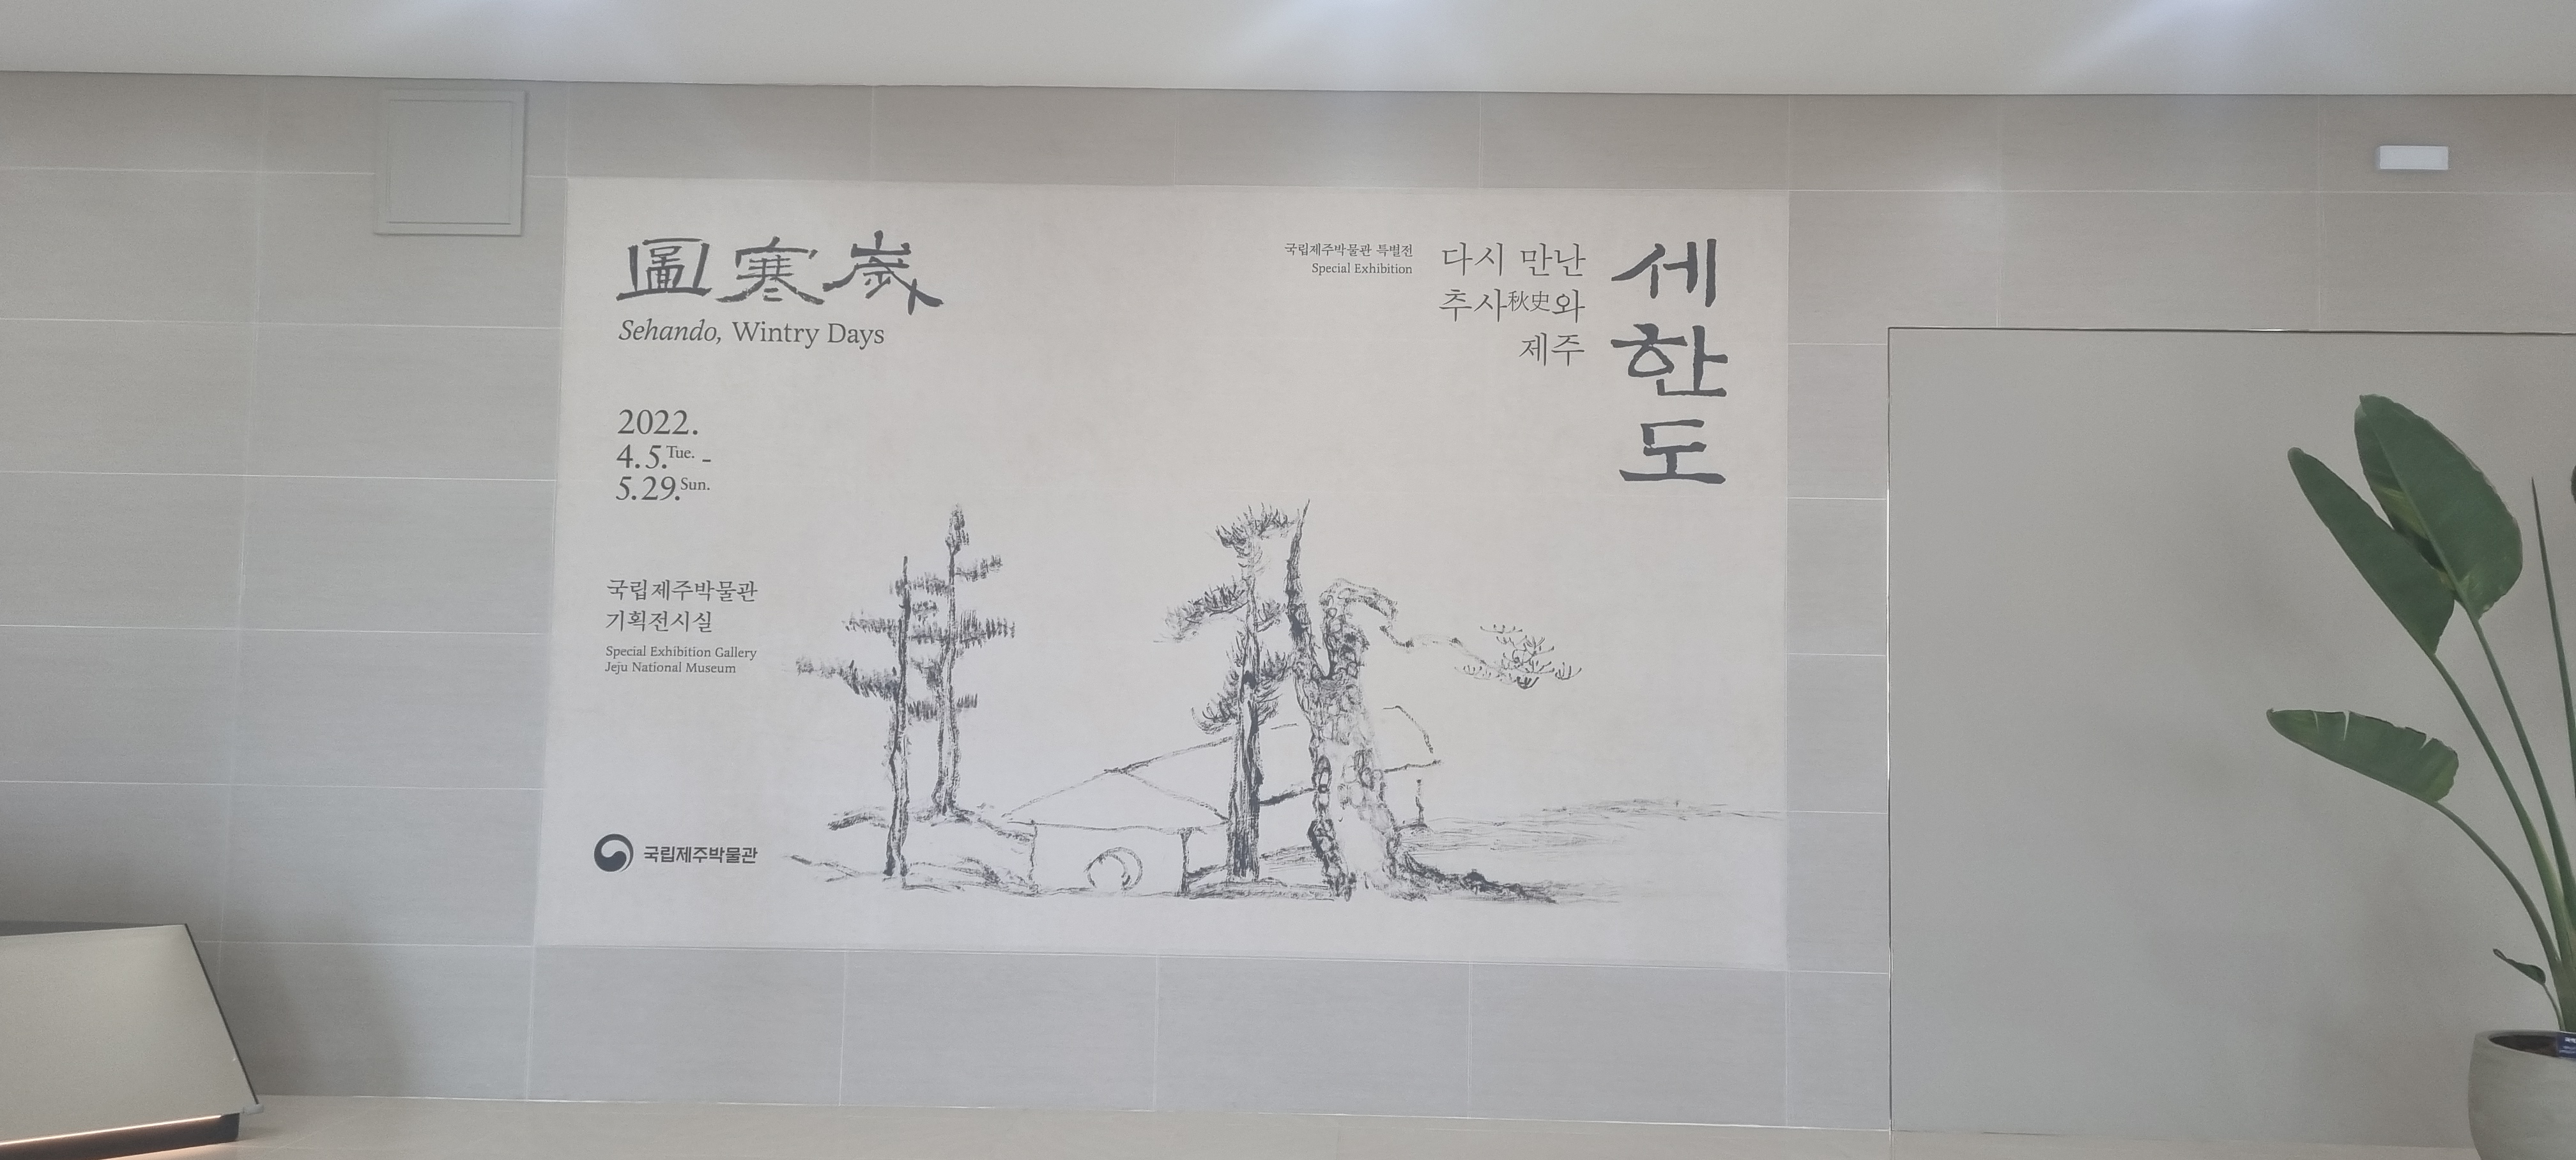 圖寒歲
Sehando, Wintry Days
2022.
4.5.Tue. -
5.29.Sun.
국립제주박물관
기획전시실
Special Exhibition Gallery
Jeju National Museum
국립제주박물관
국립제주박물관 특별전
Special Exhibition
다시 만난
추사秋史와
제주
세
한
도